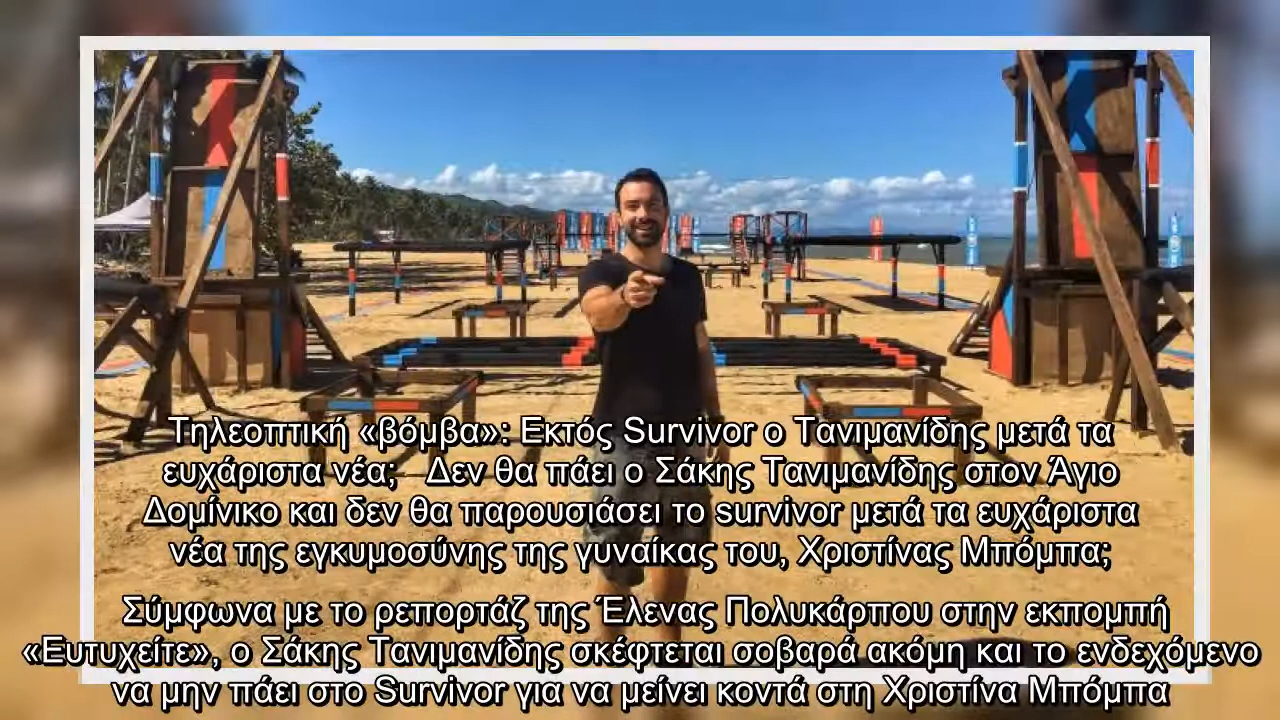 Τηλεοπτική «βόμβα»: Εκτός Survivor ο Τανιμανίδης μετά τα
ευχάριστα νέα;   Δεν θα πάει ο Σάκης Τανιμανίδης στον Άγιο
Δομίνικο και δεν θα παρουσιάσει το survivor μετά τα ευχάριστα
νέα της εγκυμοσύνης της γυναίκας του, Χριστίνας Μπόμπα;
Σύμφωνα με το ρεπορτάζ της Έλενας Πολυκάρπου στην εκπομπή
«Ευτυχείτε», ο Σάκης Τανιμανίδης σκέφτεται σοβαρά ακόμη και το ενδεχόμενο
να μην πάει στο Survivor για να μείνει κοντά στη Χριστίνα Μπόμπα